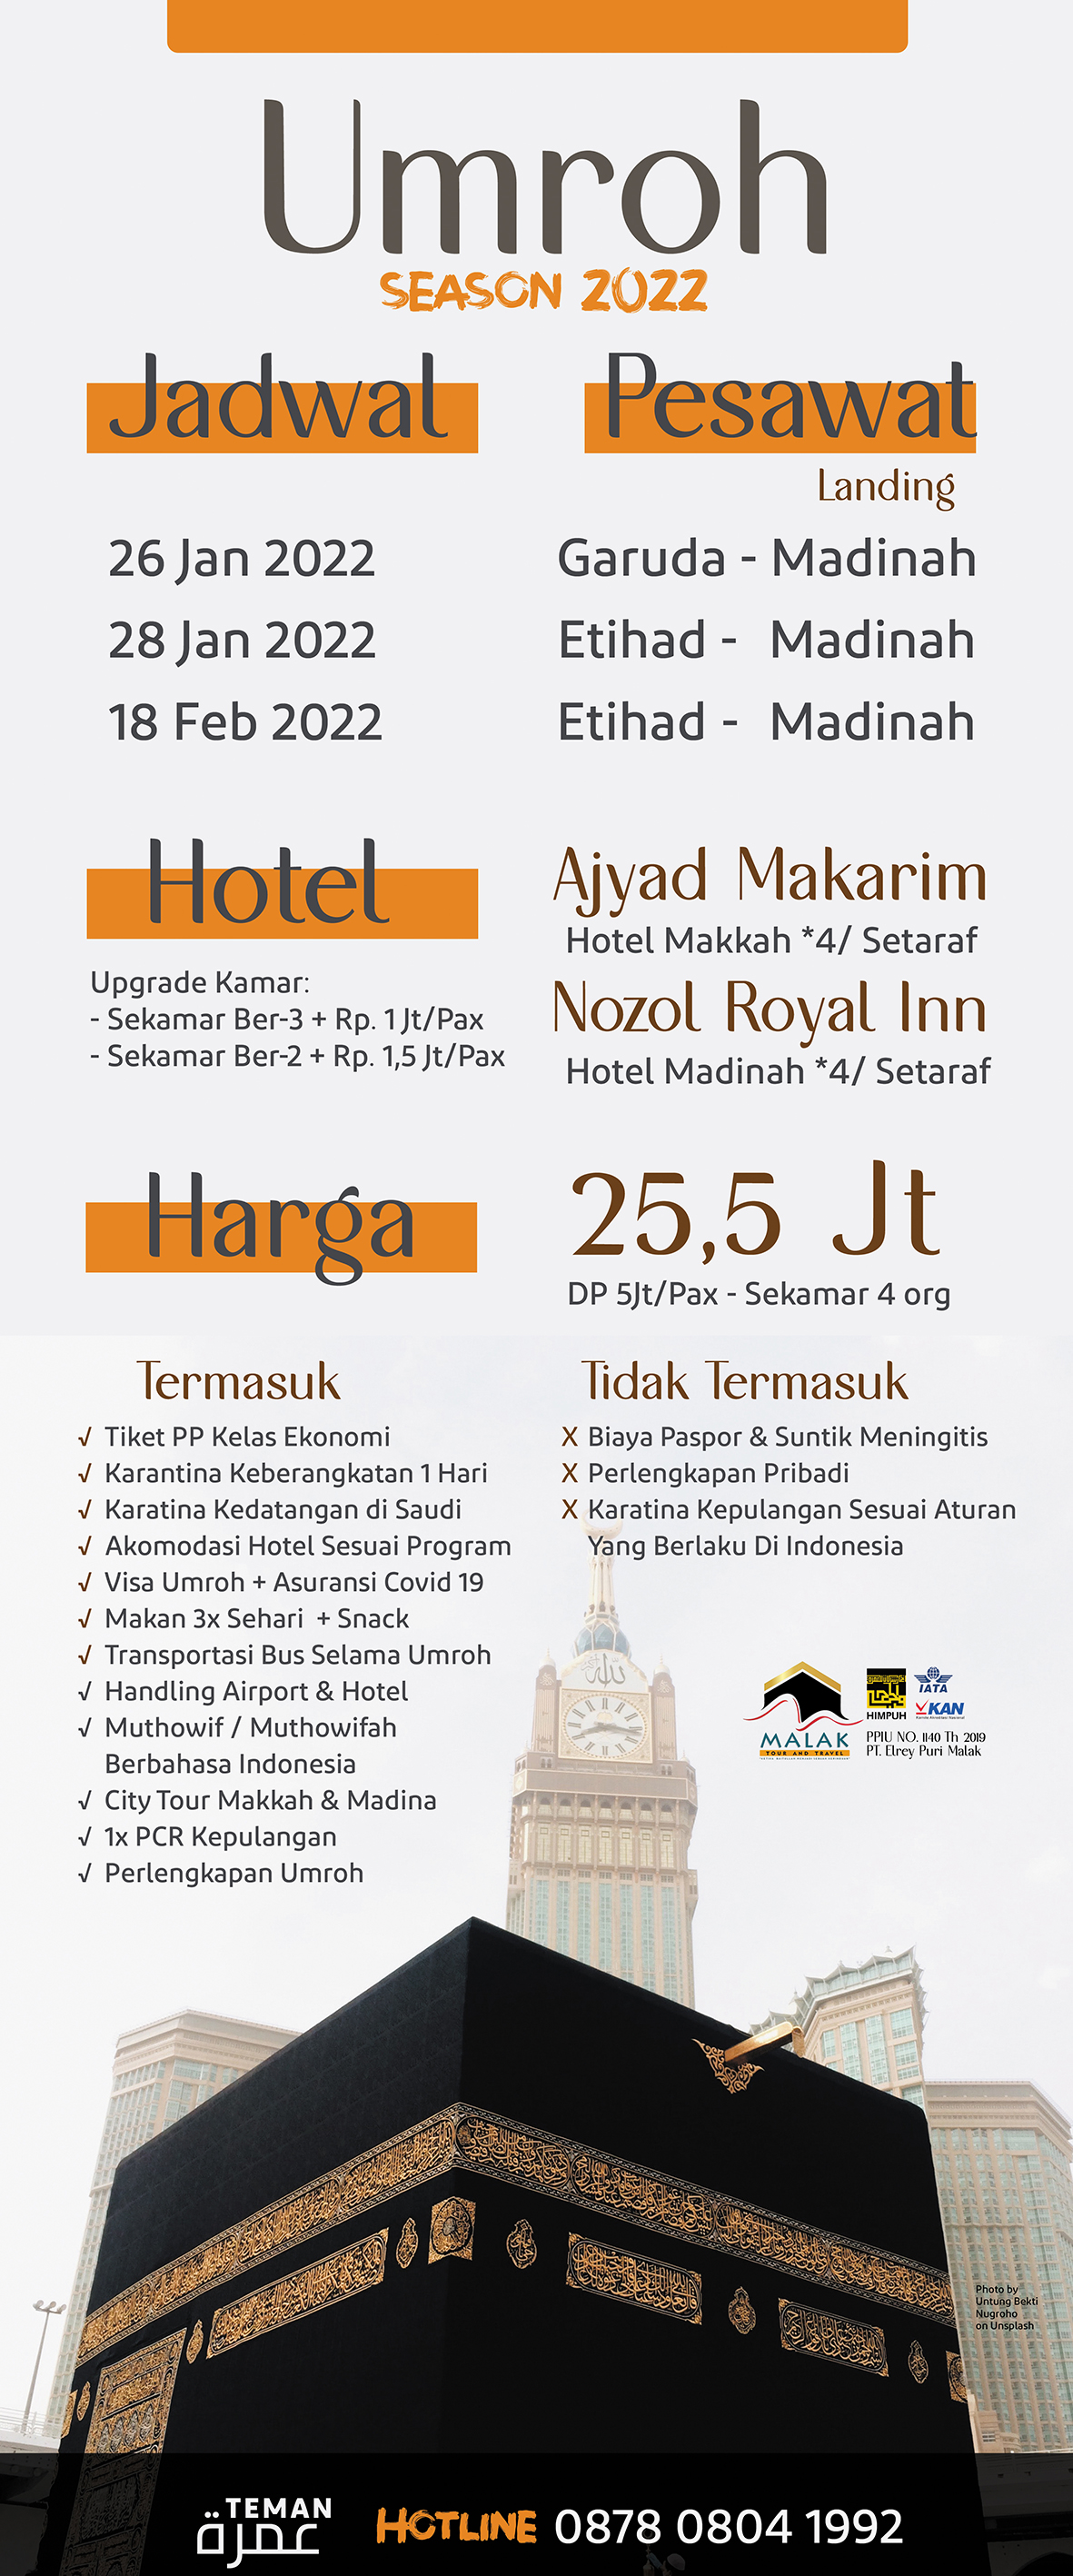 Umroh
SEASON 2022
Jadwal
Pesawat
Landing
26 Jan 2022
Garuda - Madinah
28 Jan 2022
Etihad - Madinah
18 Feb 2022
Etihad - Madinah
Hotel
Upgrade Kamar:
- Sekamar Ber-3 + Rp. 1 Jt/Pax
- Sekamar Ber-2 + Rp. 1,5 Jt/Pax
Ajyad Makarim
Hotel Makkah *4/ Setaraf
Nozol Royal Inn
Hotel Madinah *4/ Setaraf
Harga
25,5 Jt
DP 5Jt/Pax - Sekamar 4 org
Termasuk
√ Tiket PP Kelas Ekonomi
√ Karantina Keberangkatan 1 Hari
√ Karatina Kedatangan di Saudi
√ Akomodasi Hotel Sesuai Program
√ Visa Umroh + Asuransi Covid 19
√ Makan 3x Sehari + Snack
√ Transportasi Bus Selama Umroh
√ Handling Airport & Hotel
√ Muthowif / Muthowifah
Berbahasa Indonesia
√ City Tour Makkah & Madina
√ 1x PCR Kepulangan
√ Perlengkapan Umroh
Tidak Termasuk
X Biaya Paspor & Suntik Meningitis
X Perlengkapan Pribadi
X Karatina Kepulangan Sesuai Aturan
Yang Berlaku Di Indonesia
MALAK
TOUR AND TRAVEL
HIMPUH
IATA
KAN
Komite Akreditasi Nasional
PPIU NO. 1140 Th 2019
PT. Elrey Puri Malak
الله
Photo by
Untung Bekti
Nugroho
on Unsplash
TEMAN
عمرة
HOTLINE 0878 0804 1992